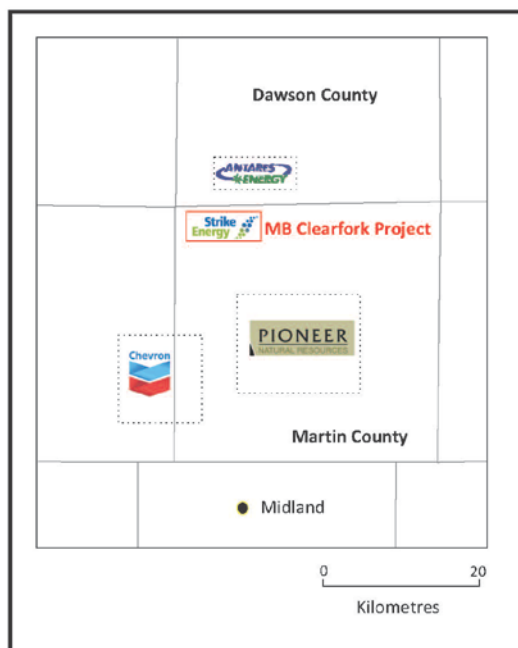 Dawson County
ANTARES
ENERGY
Strike
Energy
MB Clearfork Project
PIONEER
NATURAL RESOURCES
Chevron
Martin County
Midland
0 20
Kilometres